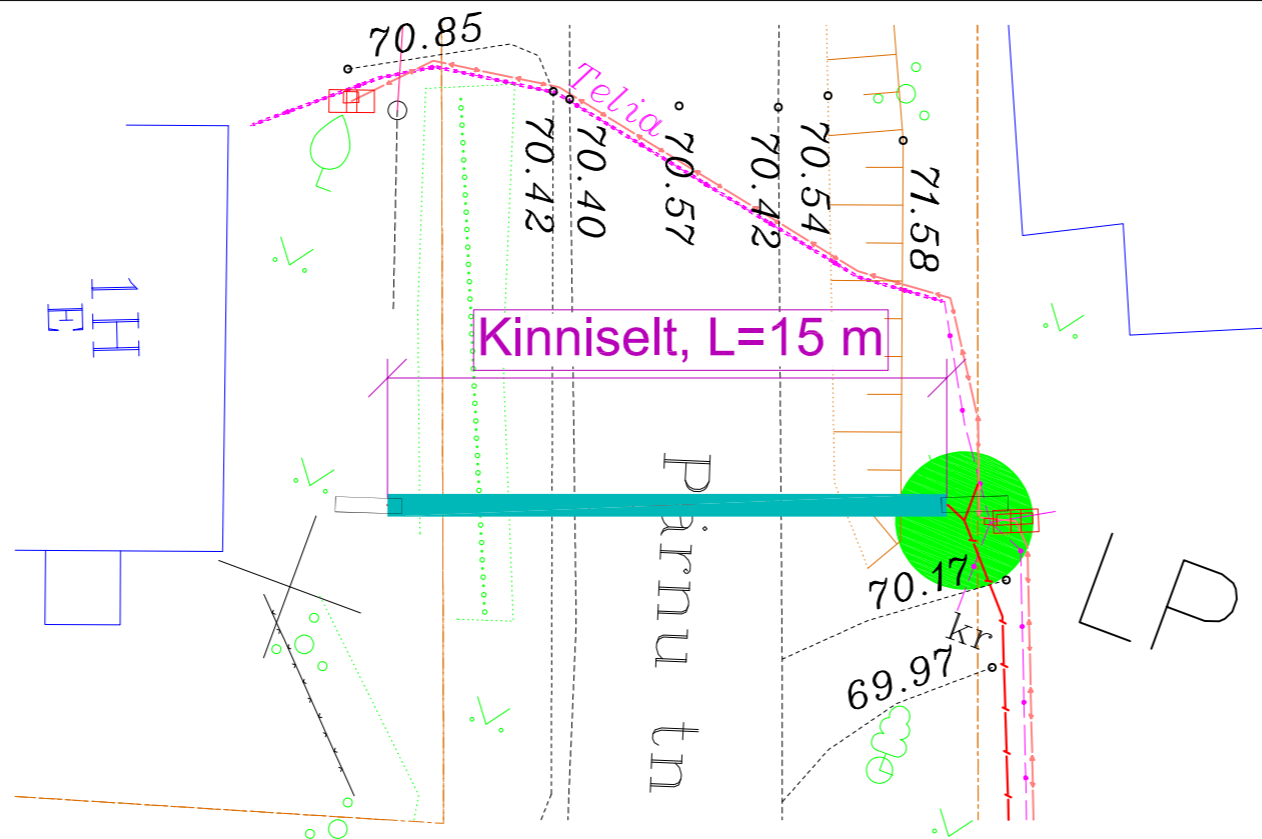 70.85
Telia
70.42
70.40
70.57
70.42
70.54
71.58
1H
E
Kinniselt, L=15 m
Pärnu tn
70.17
kr
69.97
LP